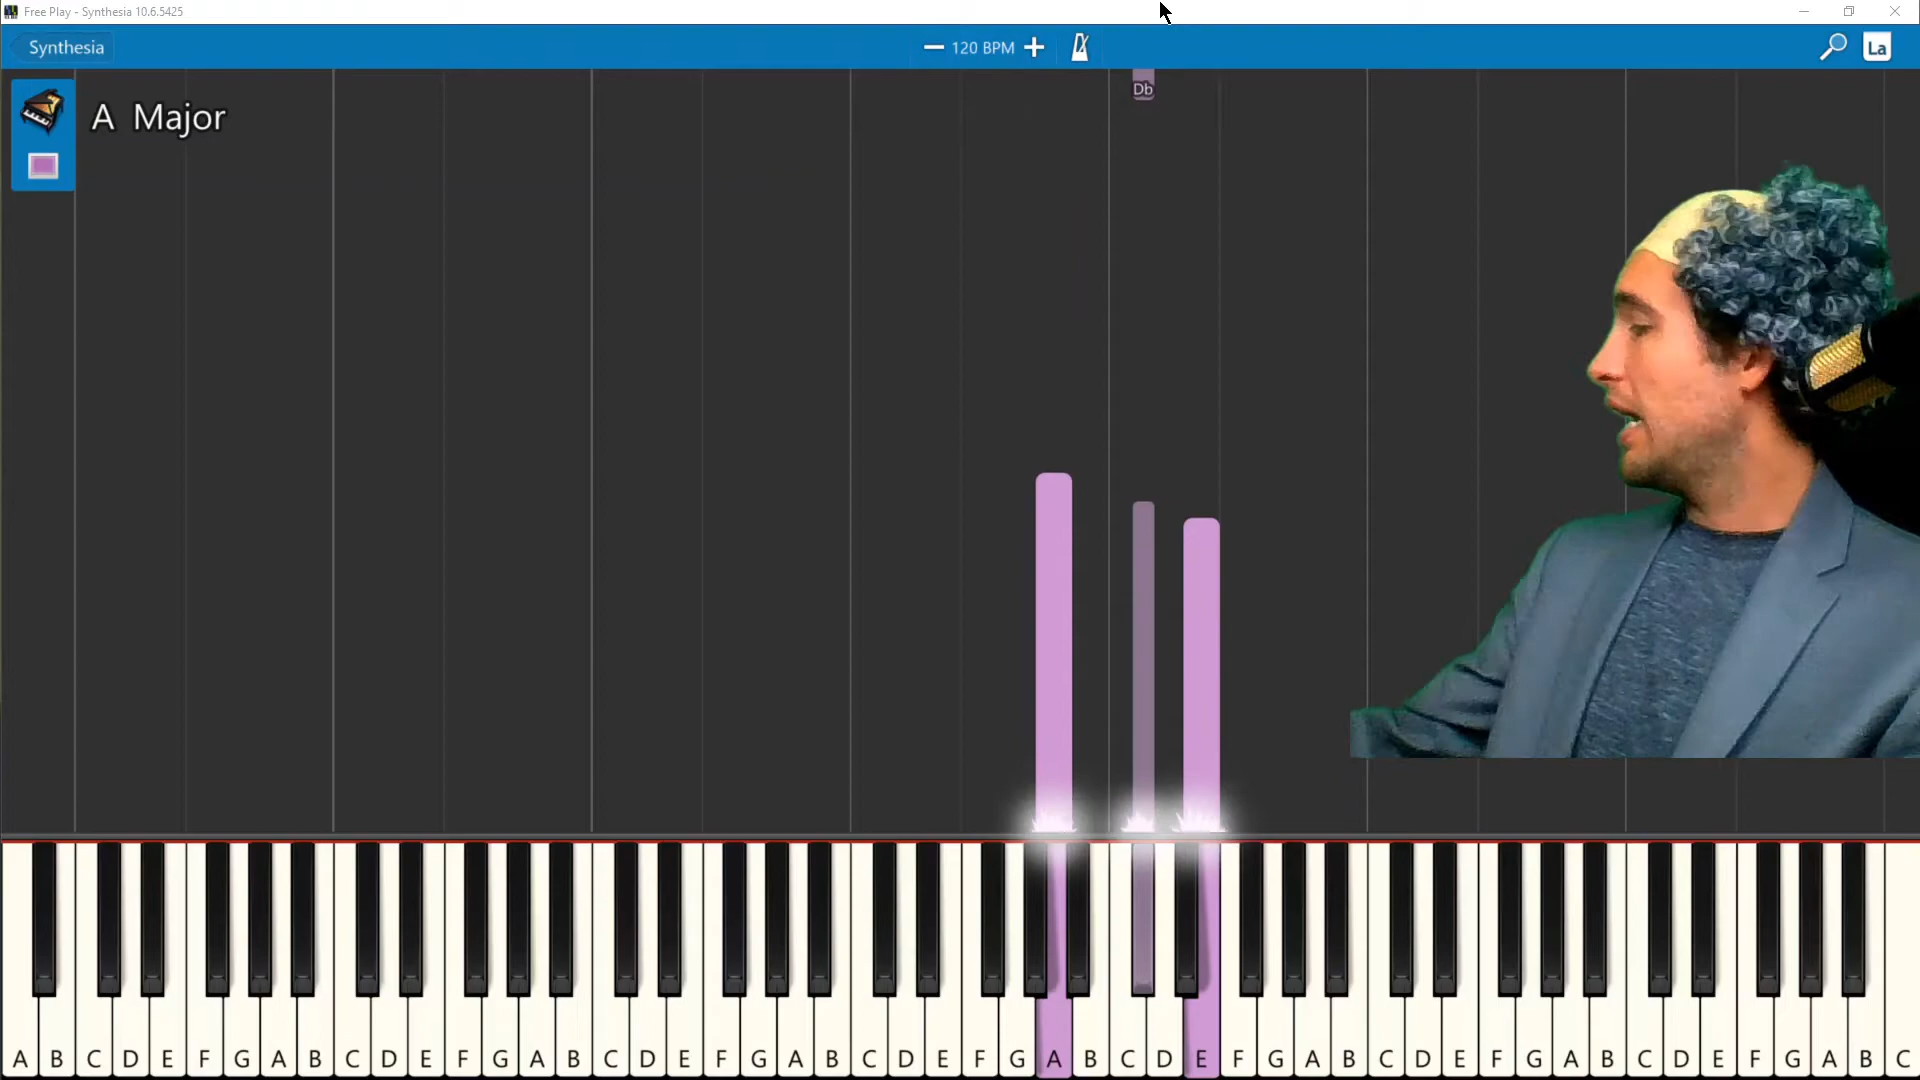 Free Play - Synthesia 10.6.5425
Synthesia
120 BPM
La
Db
A Major
A B C D E F G A B C D E F G A B C D E F G A B C D E F G A B C D E F G A B C D E F G A B C D E F G A B C